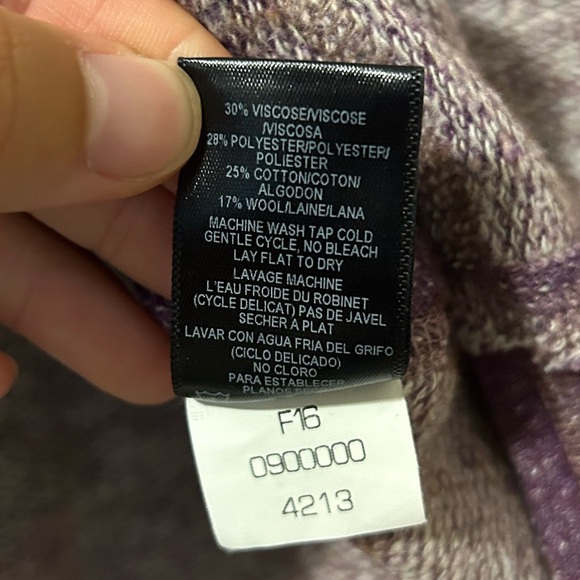 30% VISCOSE/VISCOSE
/VISCOSA
28% POLYESTER/POLYESTER/
POLIESTER
25% COTTON/COTON/
ALGODON
17% WOOL/LAINE/LANA
MACHINE WASH TAP COLD
GENTLE CYCLE, NO BLEACH
LAY FLAT TO DRY
LAVAGE MACHINE
L'EAU FROIDE DU ROBINET
(CYCLE DELICAT) PAS DE JAVEL
SECHER A PLAT
LAVAR CON AGUA FRIA DEL GRIFO
(CICLO DELICADO)
NO CLORO
PARA ESTABLECER
F16
0900000
4213